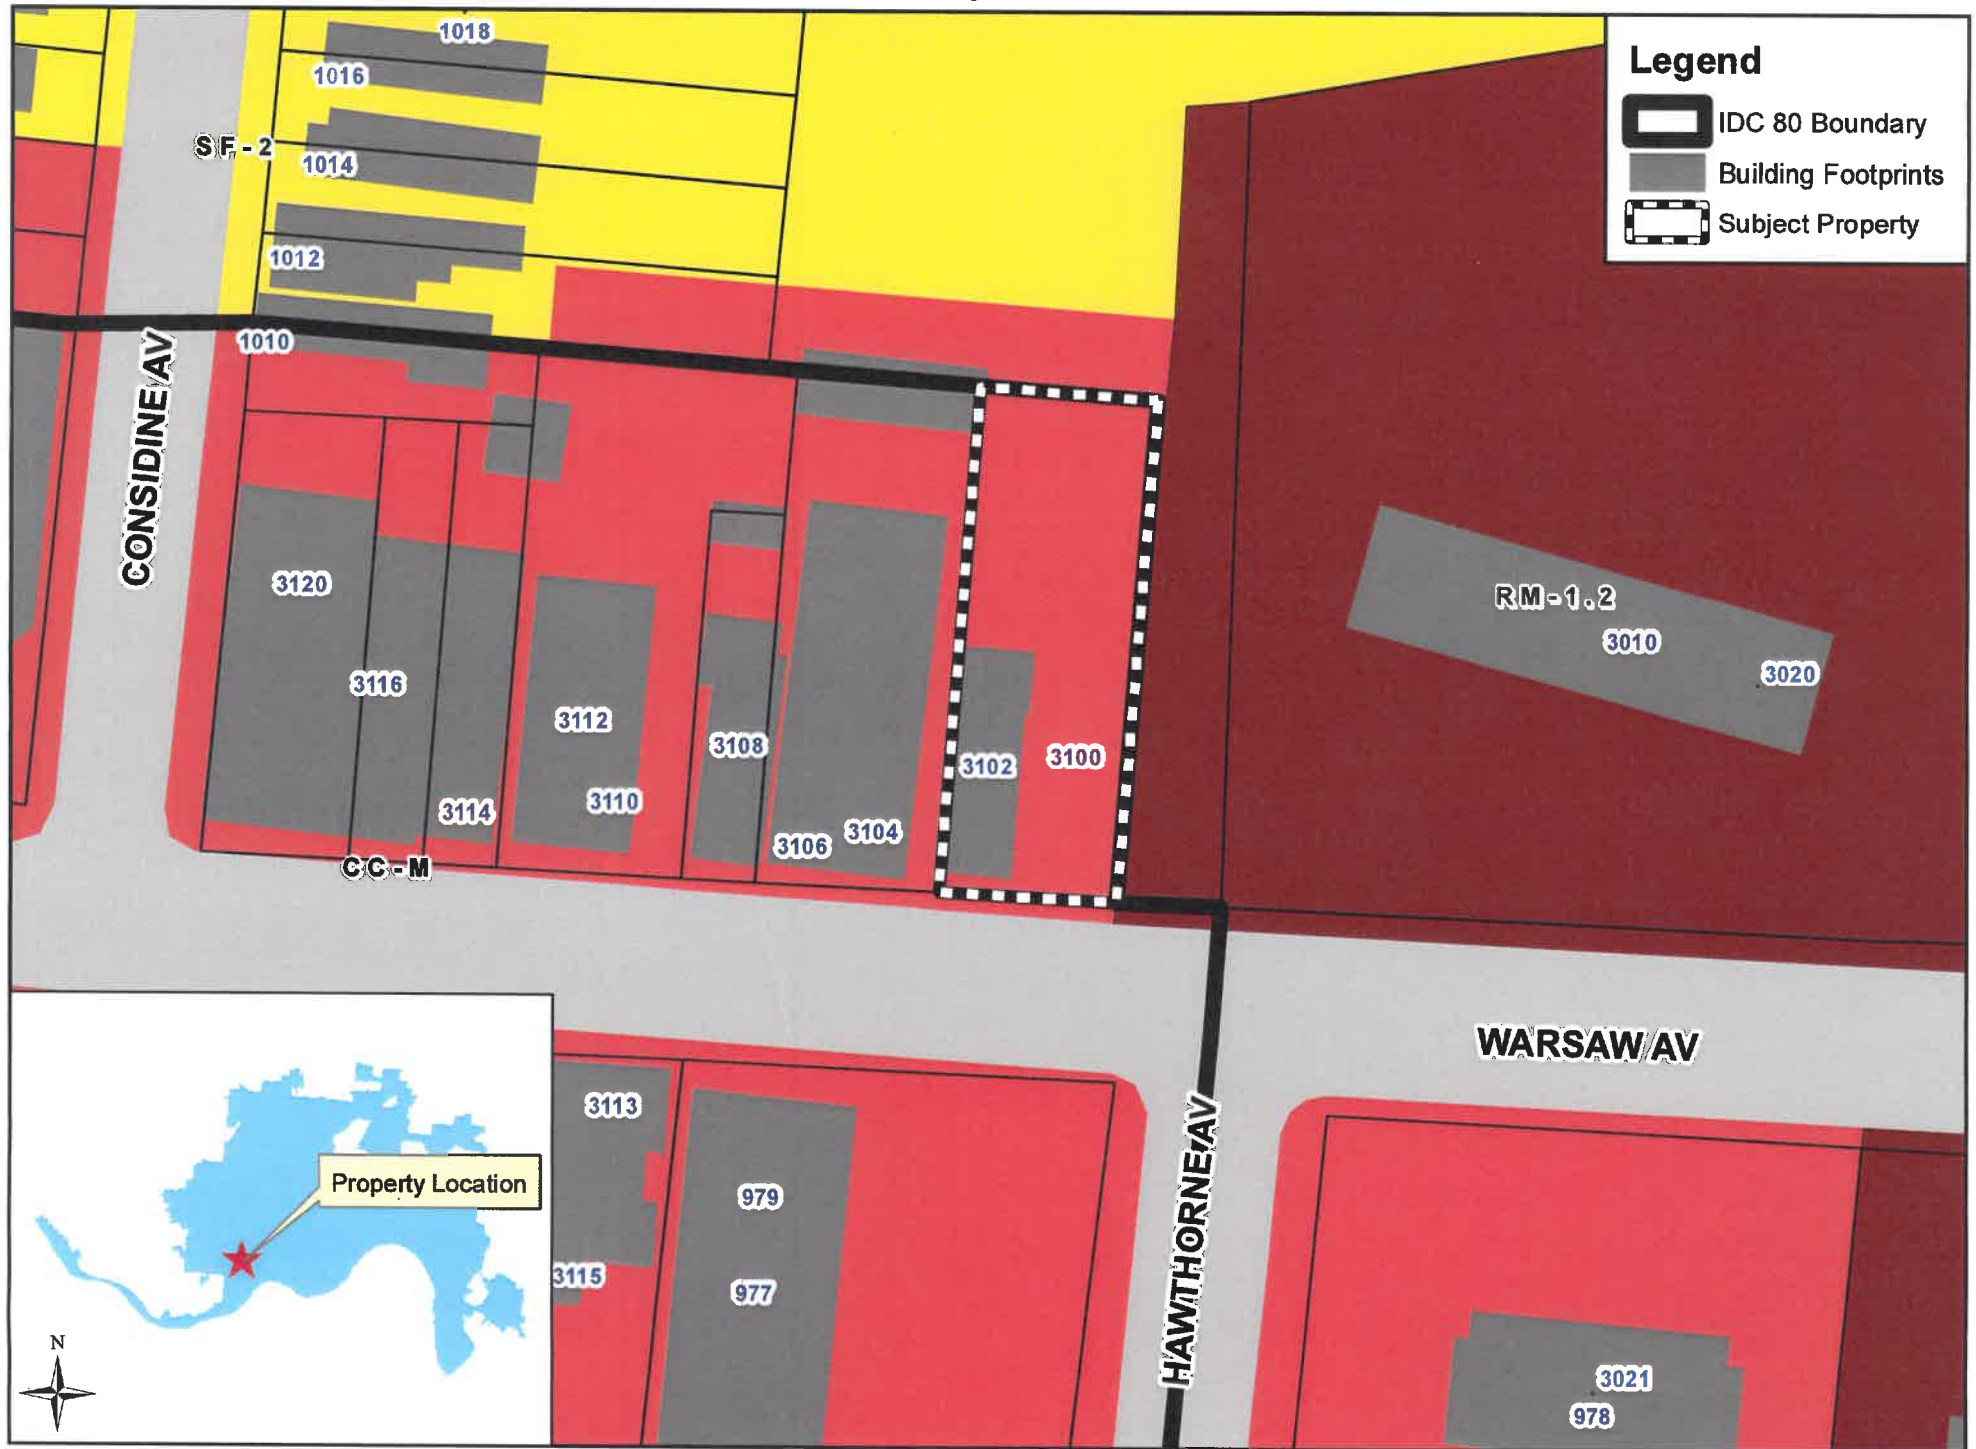 Legend
IDC 80 Boundary
Building Footprints
Subject Property
1018
1016
SF-2
1014
1012
1010
CONSIDINE AV
3120
3116
3114
3112
3110
3108
3106
3104
3102
3100
RM-1.2
3010
3020
CC-M
WARSAW AV
HAWTHORNE AV
3113
3115
979
977
3021
978
Property Location
N